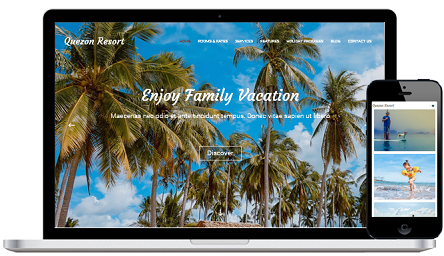 Quezon Resort
HOME ROOMS & RATES SERVICES FEATURES HOLIDAY PACKAGES BLOG CONTACT US
Enjoy Family Vacation
Maecenas nec odio et ante tincidunt tempus. Donec vitae sapien ut libero
Discover
Quezon Resort